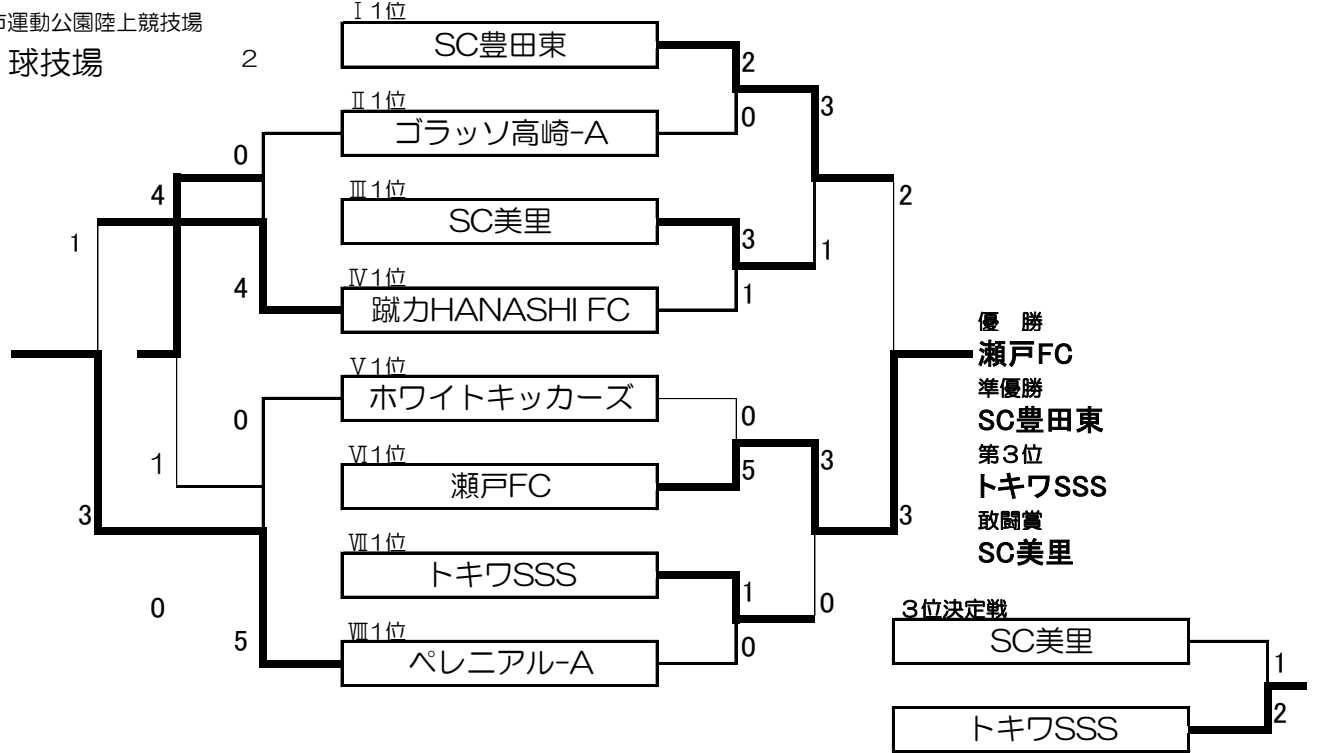 市運動公園陸上競技場
球技場
2
Ⅰ1位
SC豊田東
2
Ⅱ1位
ゴラッソ高崎-A
0
3
0
4
Ⅲ1位
SC美里
3
2
1
1
4
Ⅳ1位
蹴力HANASHI FC
1
優　勝
瀬戸FC
準優勝
SC豊田東
第3位
トキワSSS
敢闘賞
SC美里
Ⅴ1位
ホワイトキッカーズ
0
0
1
Ⅵ1位
瀬戸FC
5
3
3
3
Ⅶ1位
トキワSSS
1
0
0
5
Ⅷ1位
ペレニアル-A
0
3位決定戦
SC美里
1
トキワSSS
2